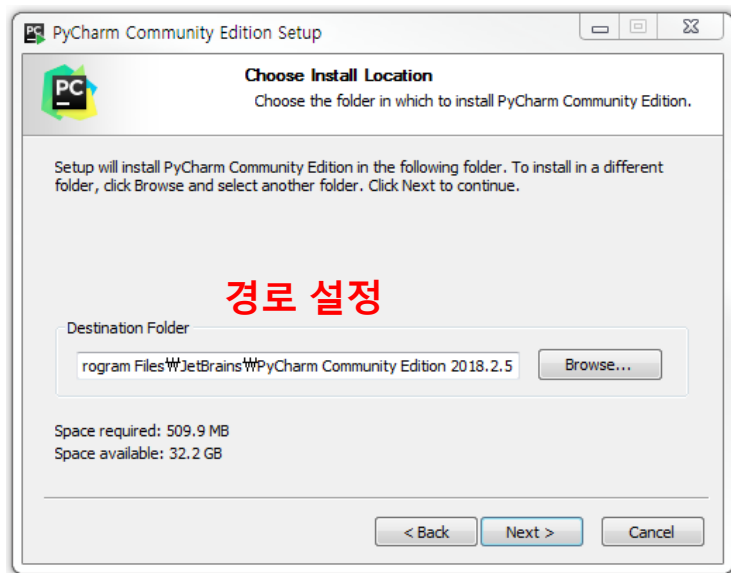 PyCharm Community Edition Setup
PC
Choose Install Location
Choose the folder in which to install PyCharm Community Edition.
Setup will install PyCharm Community Edition in the following folder. To install in a different
folder, click Browse and select another folder. Click Next to continue.
경로 설정
Destination Folder
rogram Files₩JetBrains₩PyCharm Community Edition 2018.2.5
Browse...
Space required: 509.9 MB
Space available: 32.2 GB
< Back
Next >
Cancel